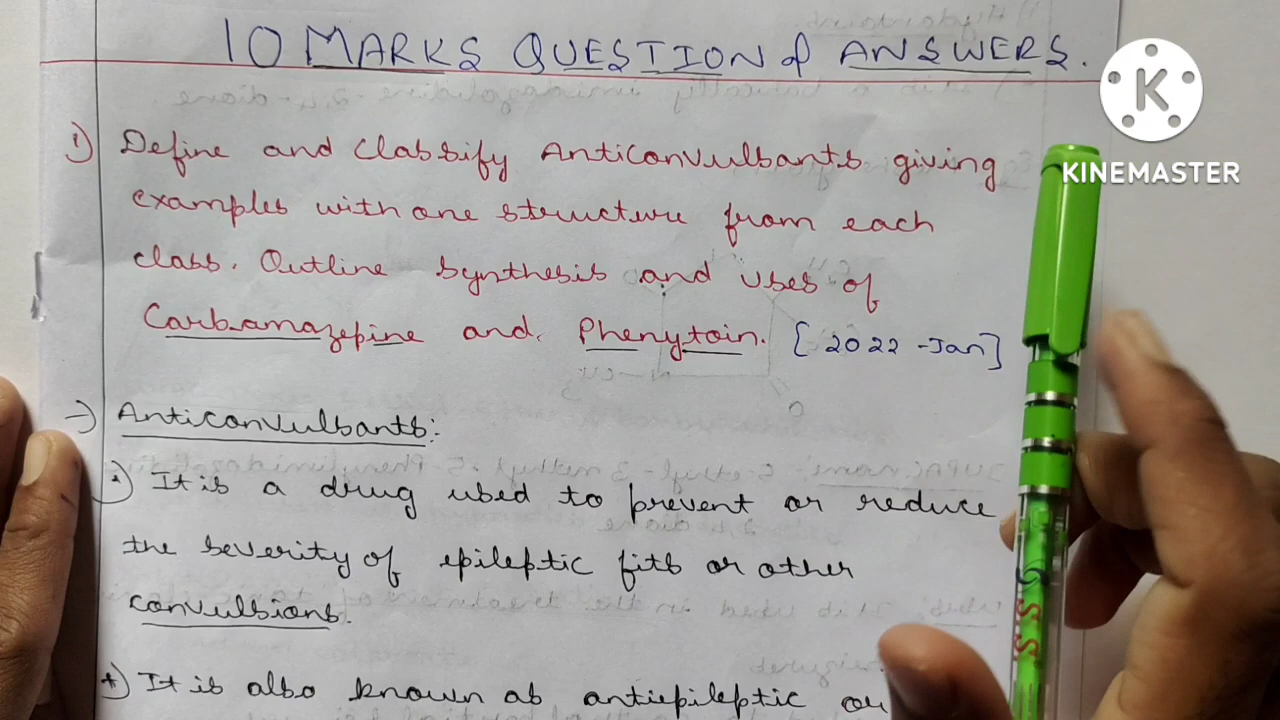 10 MARKS QUESTION & ANSWERS.
1) Define and classify Anticonvulsants giving
examples with one structure from each
class. Outline synthesis and uses of
Carbamazepine and Phenytoin. [2022 - Jan]
→ Anticonvulsants:-
*) It is a drug used to prevent or reduce
the severity of epileptic fits or other
convulsions.
*) It is also known as antiepileptic or
K
KINEMASTER